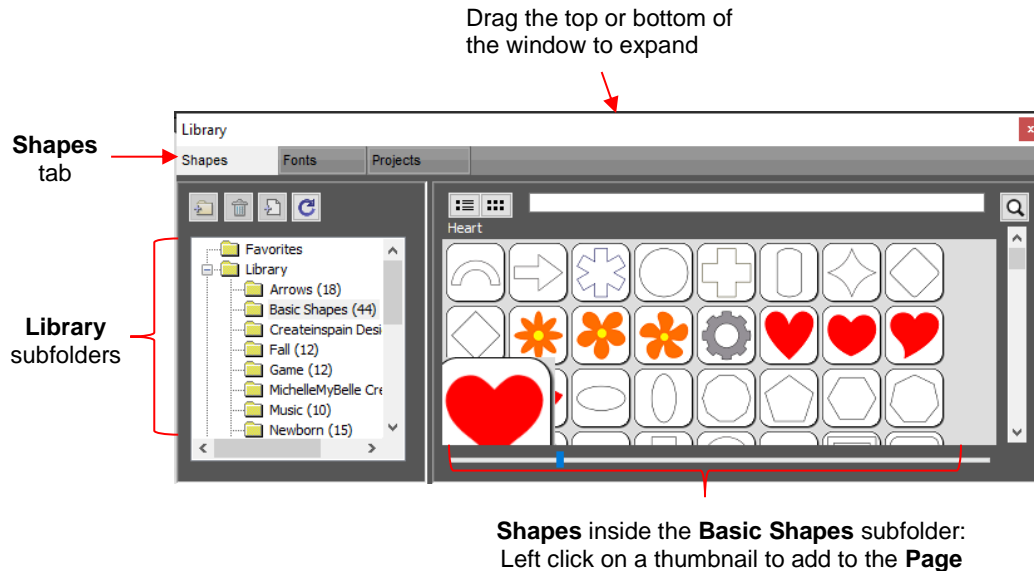 Drag the top or bottom of
the window to expand
Library
x
Shapes
tab
Shapes
Fonts
Projects
Heart
Favorites
Library
Arrows (18)
Basic Shapes (44)
Createinspain Desi
Fall (12)
Game (12)
MichelleMyBelle Cre
Music (10)
Newborn (15)
Library
subfolders
Shapes inside the Basic Shapes subfolder:
Left click on a thumbnail to add to the Page